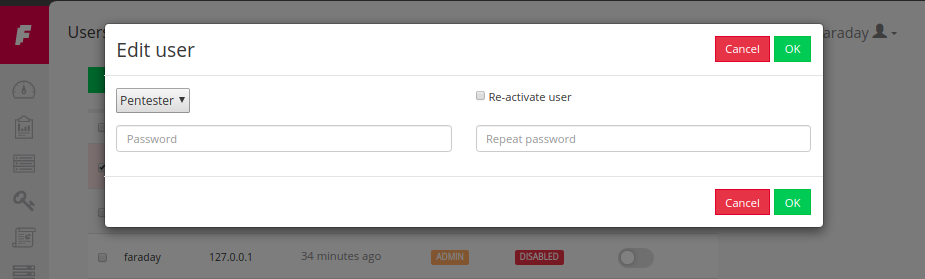 F
Users
araday
Edit user
Cancel OK
Pentester
Re-activate user
Password
Repeat password
Cancel OK
faraday 127.0.0.1 34 minutes ago ADMIN DISABLED